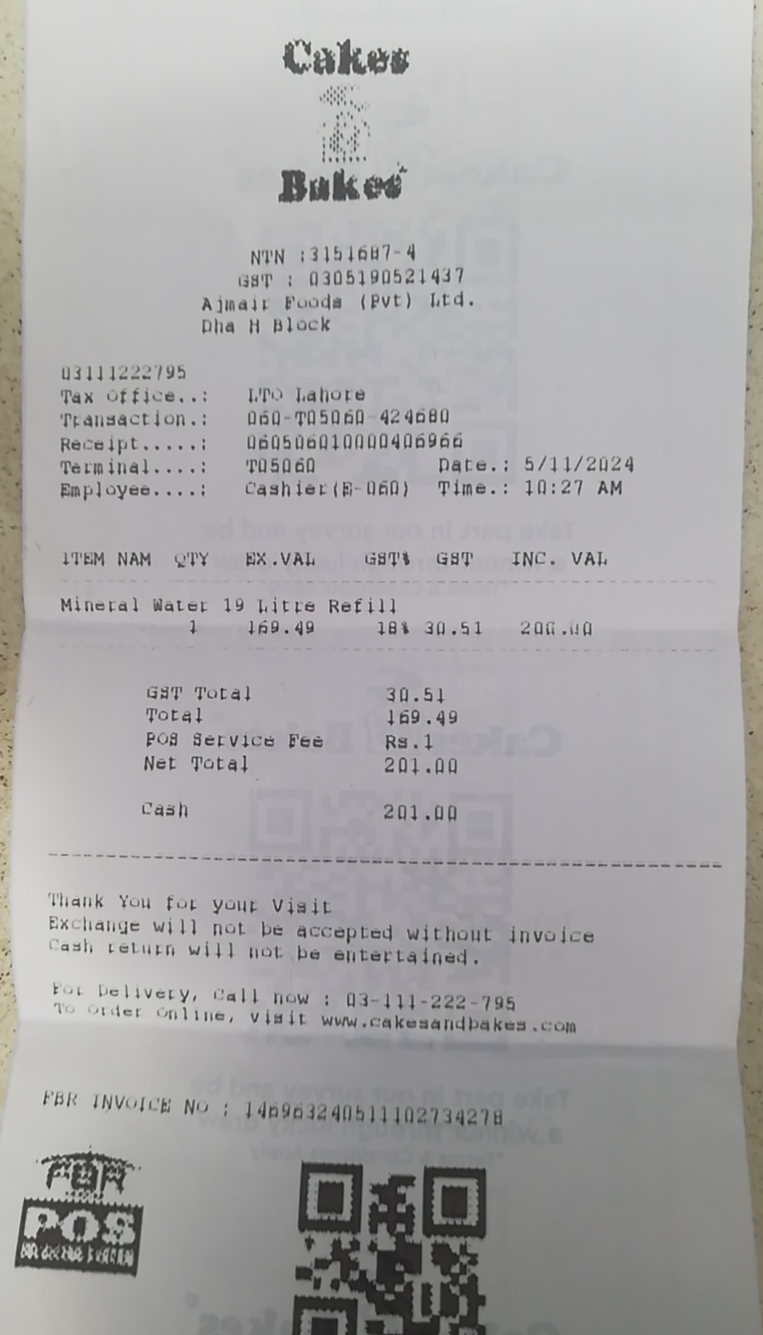 Cakes
Bakes
NTN :3151687-4
GST : 0305190521437
Ajmair Foods (Pvt) Ltd.
Dha H Block
03111222795
Tax Office..: LTO Lahore
Transaction.: 060-T05060-424680
Receipt.....: 060506010000406966
Terminal....: T05060 Date.: 5/11/2024
Employee....: Cashier(E-060) Time.: 10:27 AM
ITEM NAM QTY EX.VAL GST% GST INC. VAL
Mineral Water 19 Litre Refill
1 169.49 18% 30.51 200.00
GST Total 30.51
Total 169.49
POS Service Fee Rs.1
Net Total 201.00
Cash 201.00
Thank You for your Visit
Exchange will not be accepted without invoice
Cash return will not be entertained.
For Delivery, Call now : 03-111-222-795
To Order Online, visit www.cakesandbakes.com
FBR INVOICE No : 146963240511102734278
FBR
POS